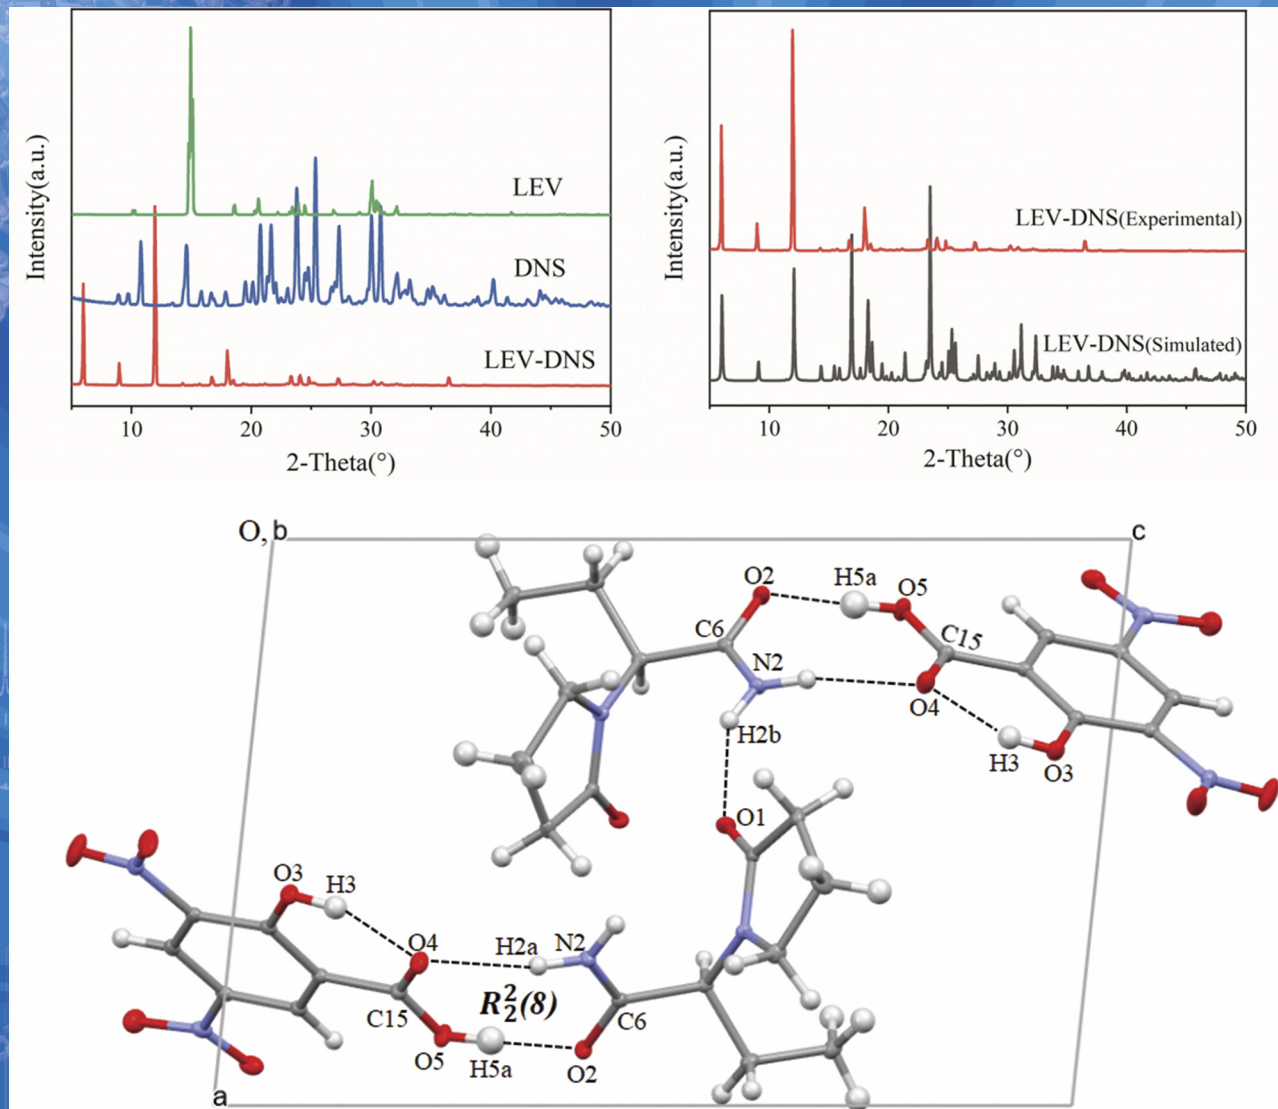 Intensity(a.u.)
LEV
DNS
LEV-DNS
10 20 30 40 50
2-Theta(°)
Intensity(a.u.)
LEV-DNS(Experimental)
LEV-DNS(Simulated)
10 20 30 40 50
2-Theta(°)
O, b
c
O2
H5a
O5
C6
C15
N2
O4
H2b
H3
O3
O1
O3
H3
O4
H2a
N2
R₂²(8)
C15
C6
O5
H5a
O2
a